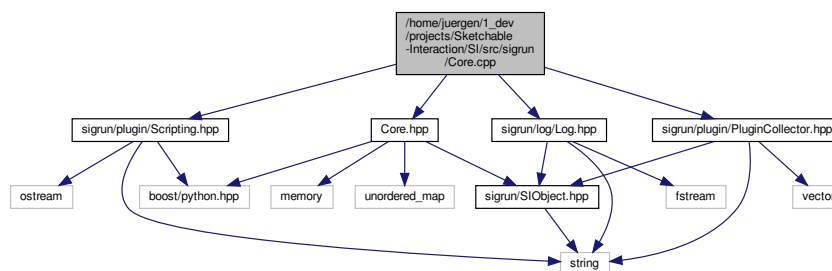 /home/juergen/1_dev
/projects/Sketchable
-Interaction/SI/src/sigrun
/Core.cpp
sigrun/plugin/Scripting.hpp
Core.hpp
sigrun/log/Log.hpp
sigrun/plugin/PluginCollector.hpp
ostream
boost/python.hpp
memory
unordered_map
sigrun/SIObject.hpp
fstream
vector
string